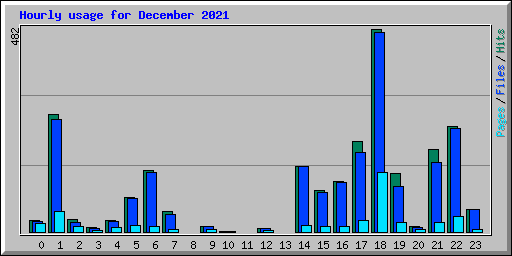 Hourly usage for December 2021
482
Pages/Files/Hits
0 1 2 3 4 5 6 7 8 9 10 11 12 13 14 15 16 17 18 19 20 21 22 23